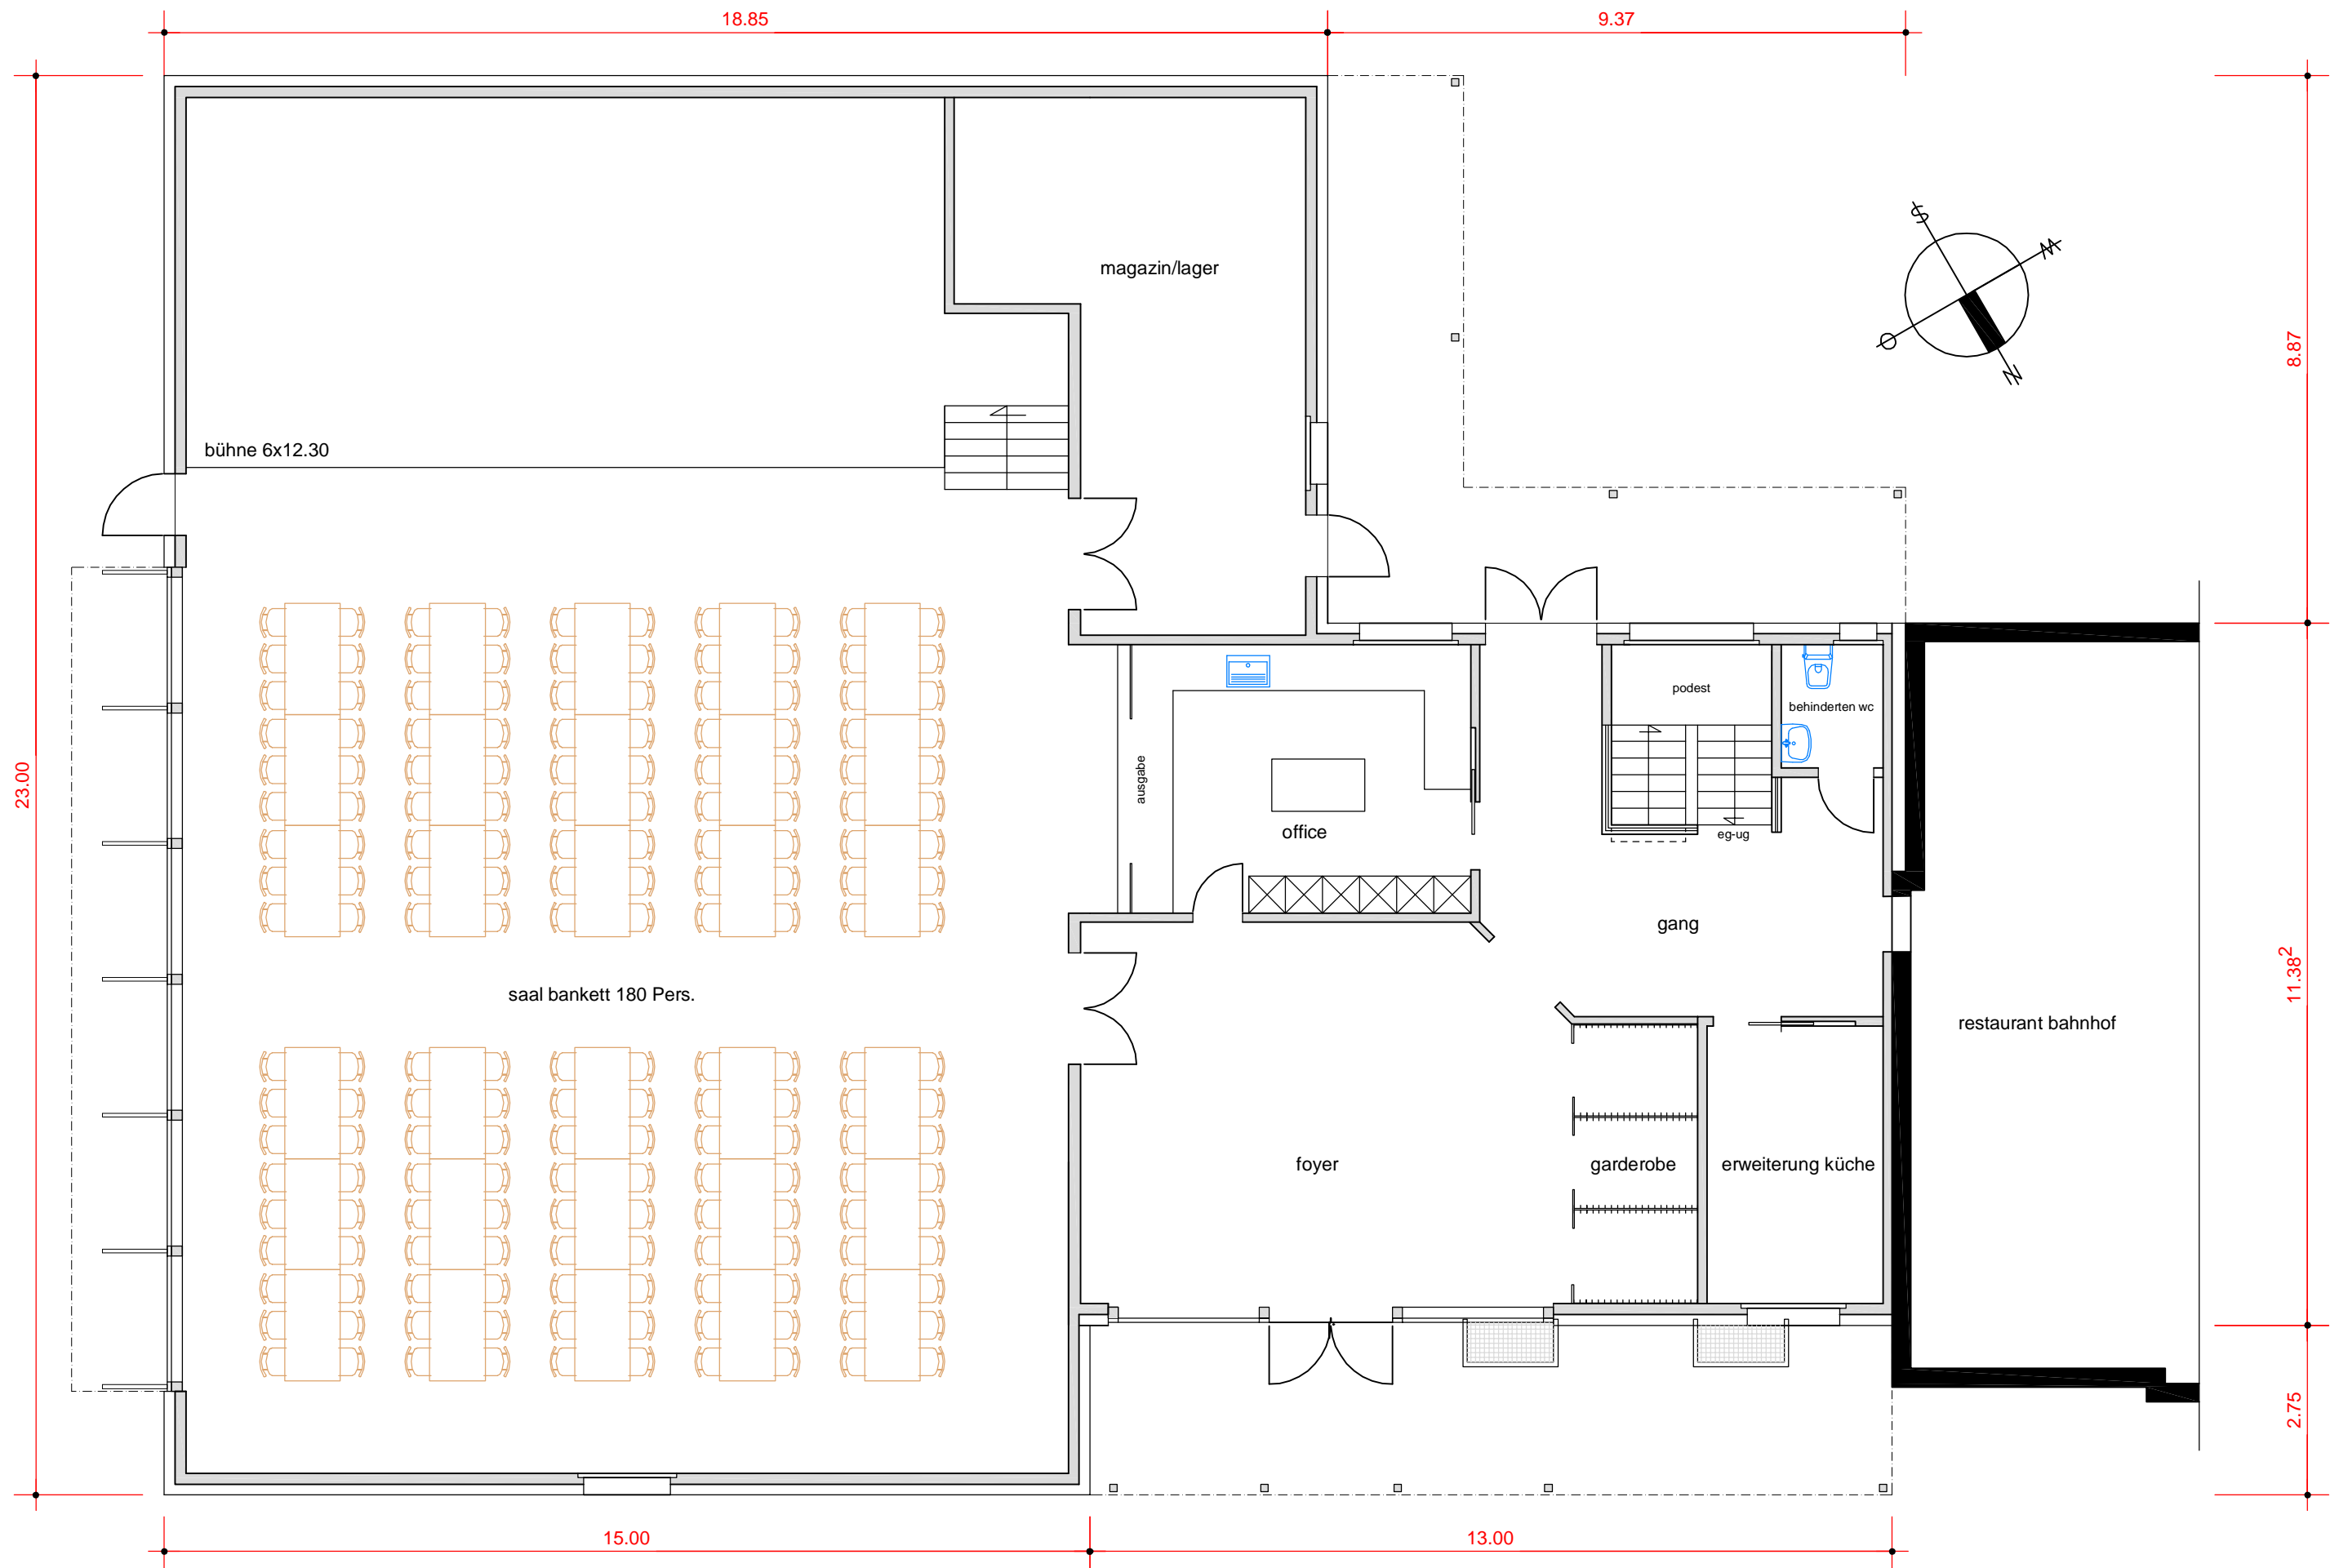 18.85
9.37
S
W
O
N
magazin/lager
8.87
bühne 6x12.30
podest
behinderten wc
23.00
ausgabe
office
eg-ug
gang
11.38²
saal bankett 180 Pers.
restaurant bahnhof
foyer
garderobe
erweiterung küche
2.75
15.00
13.00